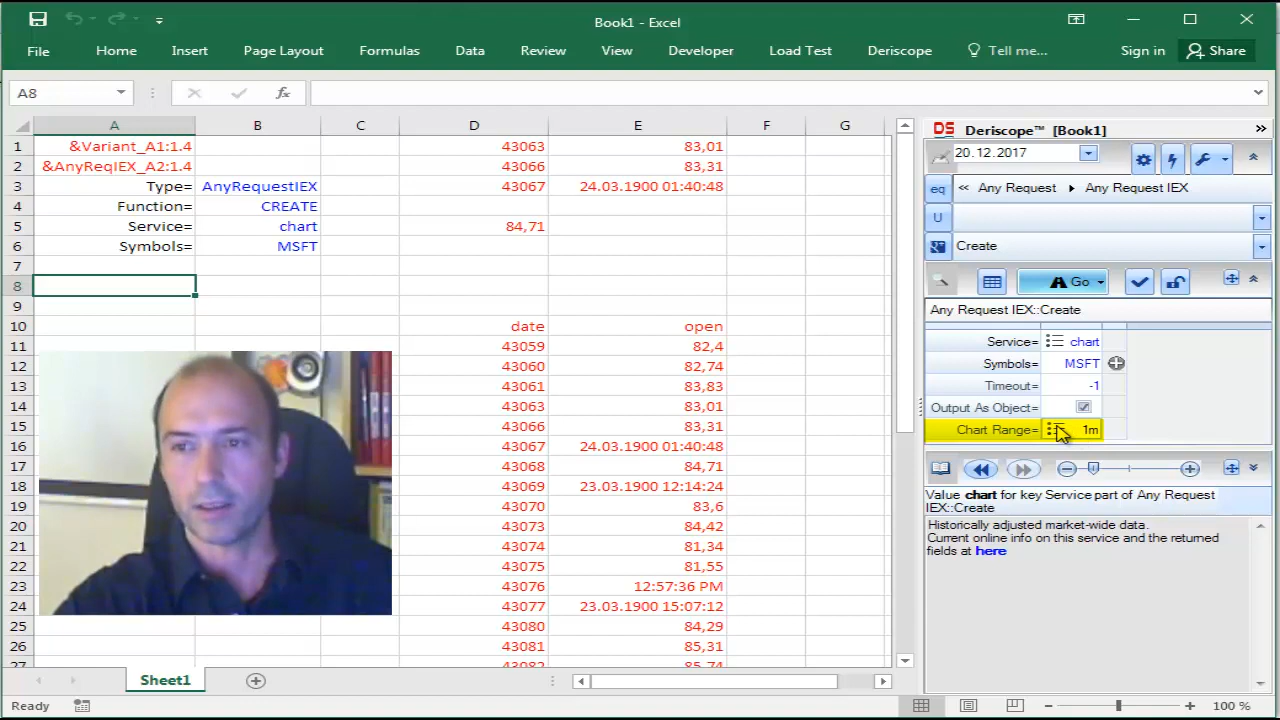 Book1 - Excel
File Home Insert Page Layout Formulas Data Review View Developer Load Test Deriscope Tell me... Sign in Share
A8 fx
A B C D E F G
1 &Variant_A1:1.4 43063 83,01
2 &AnyReqIEX_A2:1.4 43066 83,31
3 Type= AnyRequestIEX 43067 24.03.1900 01:40:48
4 Function= CREATE
5 Service= chart 84,71
6 Symbols= MSFT
7
8
9
10 date open
11 43059 82,4
12 43060 82,74
13 43061 83,83
14 43063 83,01
15 43066 83,31
16 43067 24.03.1900 01:40:48
17 43068 84,71
18 43069 23.03.1900 12:14:24
19 43070 83,6
20 43073 84,42
21 43074 81,34
22 43075 81,55
23 43076 12:57:36 PM
24 43077 23.03.1900 15:07:12
25 43080 84,29
26 43081 85,31
27 43082 85,74
Sheet1
Ready
100 %
DS Deriscope™ [Book1]
20.12.2017
eq Any Request Any Request IEX
U
Create
Go
Any Request IEX::Create
Service= chart
Symbols= MSFT
Timeout= -1
Output As Object=
Chart Range= 1m
Value chart for key Service part of Any Request
IEX::Create
Historically adjusted market-wide data.
Current online info on this service and the returned
fields at here